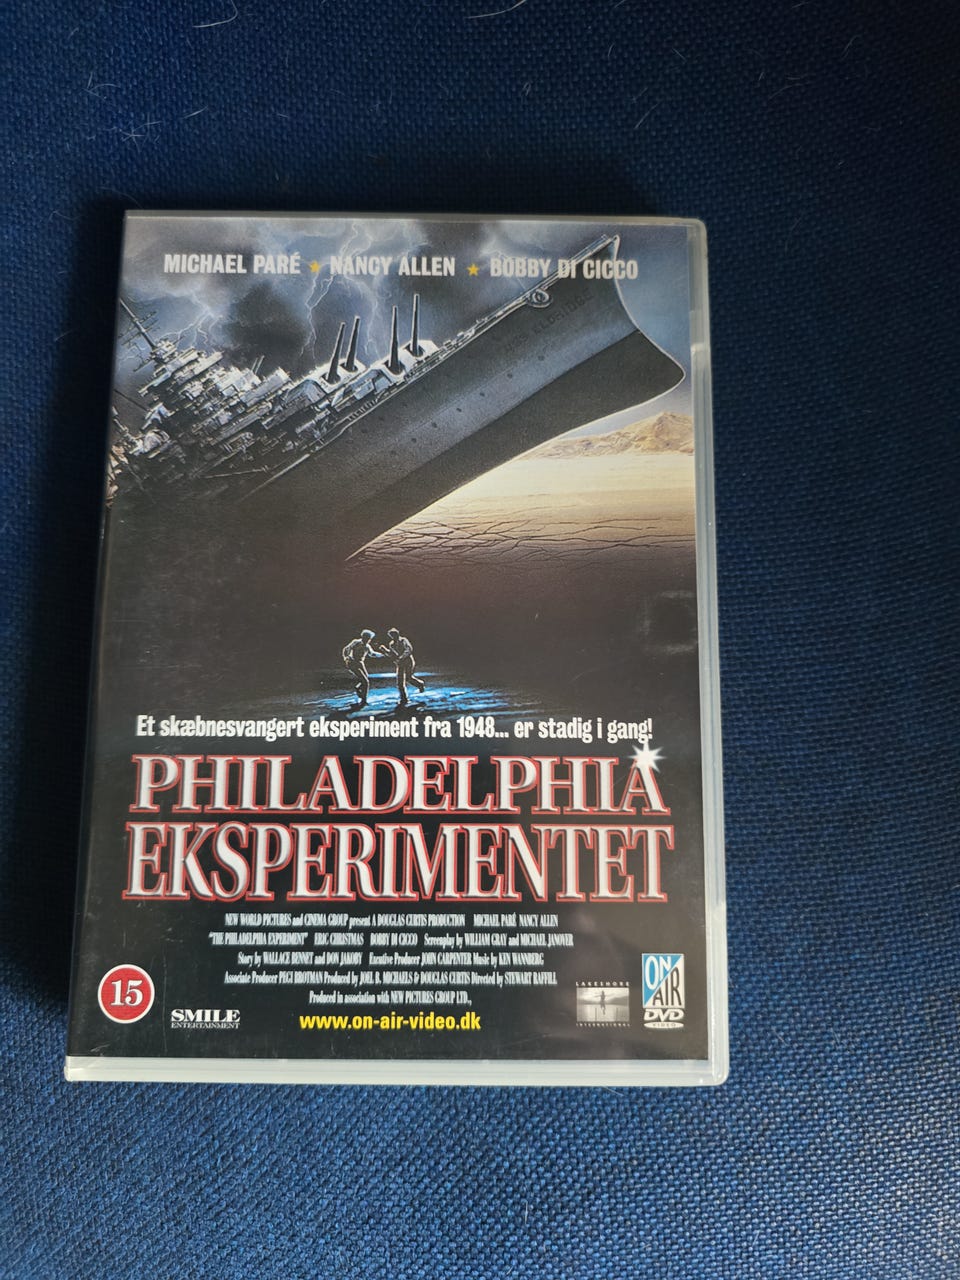 MICHAEL PARÉ ★ NANCY ALLEN ★ BOBBY DI CICCO
USS ELDRIDGE
Et skæbnesvangert eksperiment fra 1948... er stadig i gang!
PHILADELPHIA
EKSPERIMENTET
NEW WORLD PICTURES and CINEMA GROUP present A DOUGLAS CURTIS PRODUCTION MICHAEL PARÉ NANCY ALLEN
"THE PHILADELPHIA EXPERIMENT" ERIC CHRISTMAS BOBBY DI CICCO Screenplay by WILLIAM GRAY and MICHAEL JANOVER
Story by WALLACE BENNET and DON JAKOBY Exeutive Producer JOHN CARPENTER Music by KEN WANNBERG
Associate Producer PEGI BROTMAN Produced by JOEL B. MICHAELS & DOUGLAS CURTIS Directed by STEWART RAFFILL
Produced in association with NEW PICTURES GROUP LTD.,
15
SMILE
ENTERTAINMENT
www.on-air-video.dk
LAKESHORE
INTERNATIONAL
ON
AIR
DVD
VIDEO